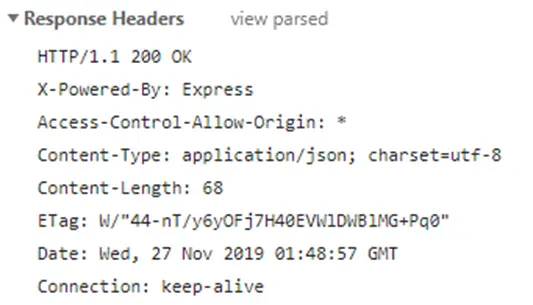 ▼ Response Headers view parsed
HTTP/1.1 200 OK
X-Powered-By: Express
Access-Control-Allow-Origin: *
Content-Type: application/json; charset=utf-8
Content-Length: 68
ETag: W/"44-nT/y6yOFj7H40EVWlDWBlMG+Pq0"
Date: Wed, 27 Nov 2019 01:48:57 GMT
Connection: keep-alive